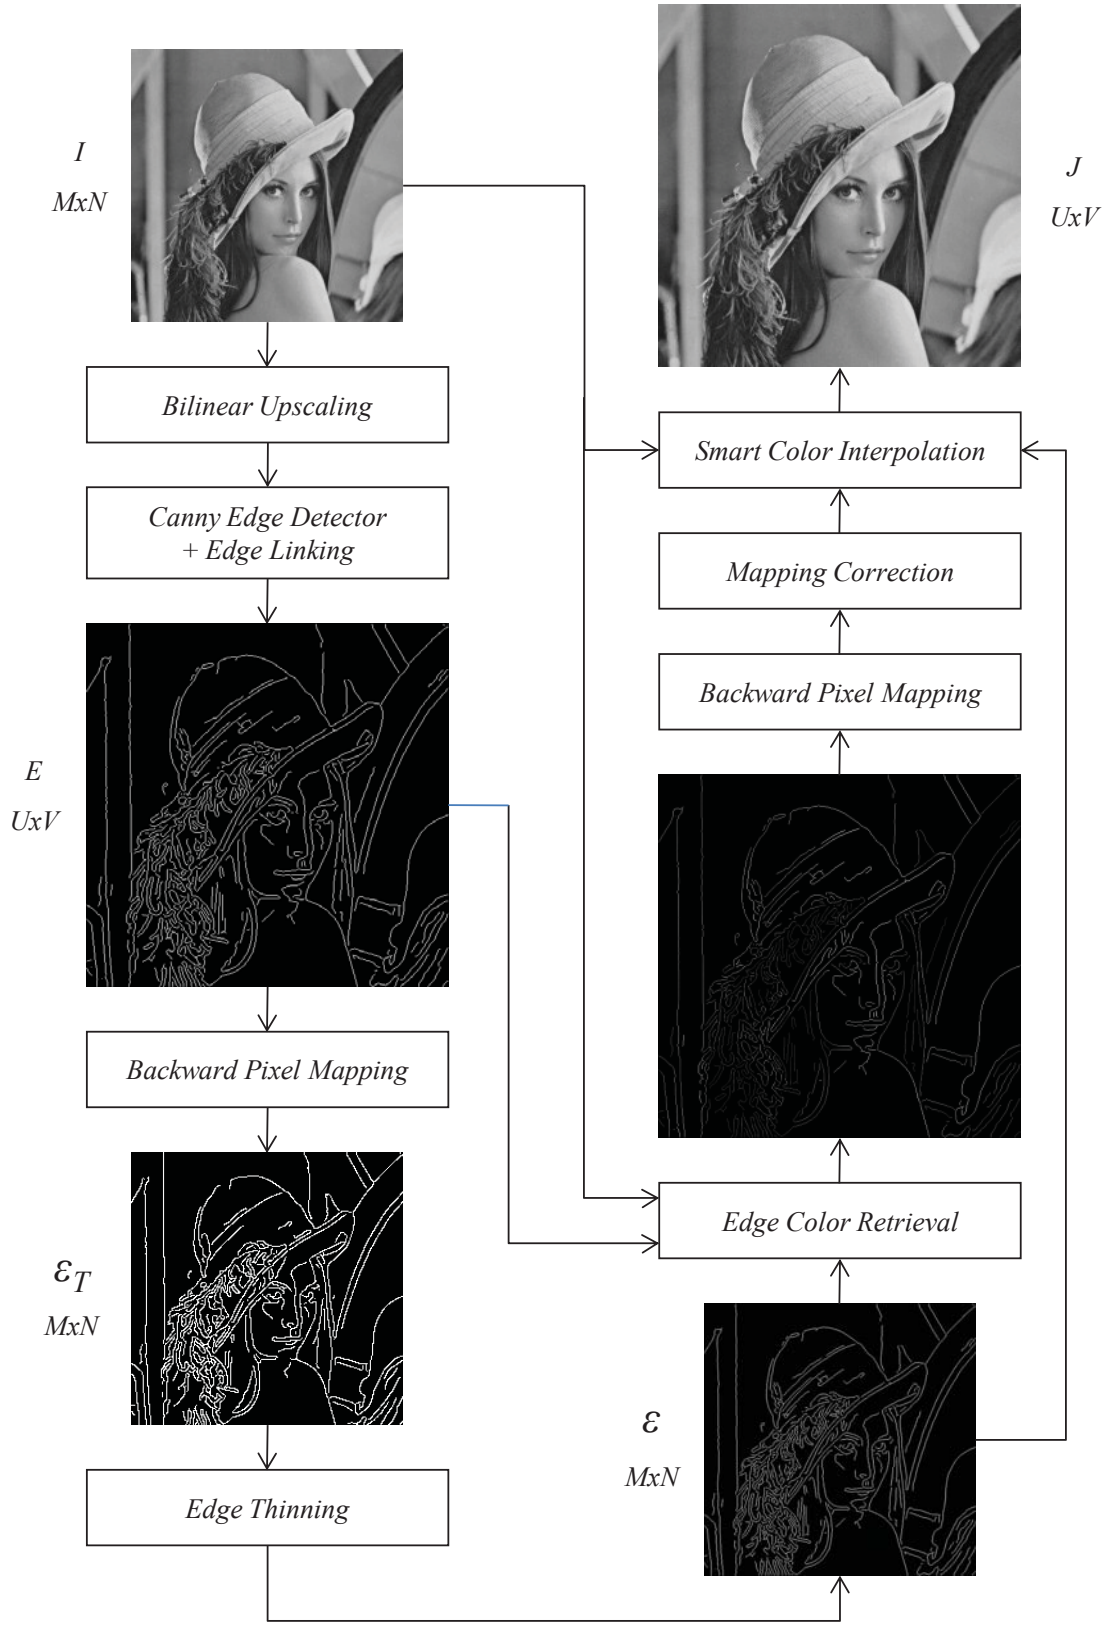 I
MxN
Bilinear Upscaling
Canny Edge Detector
+ Edge Linking
E
UxV
Backward Pixel Mapping
εT
MxN
Edge Thinning
J
UxV
Smart Color Interpolation
Mapping Correction
Backward Pixel Mapping
Edge Color Retrieval
ε
MxN